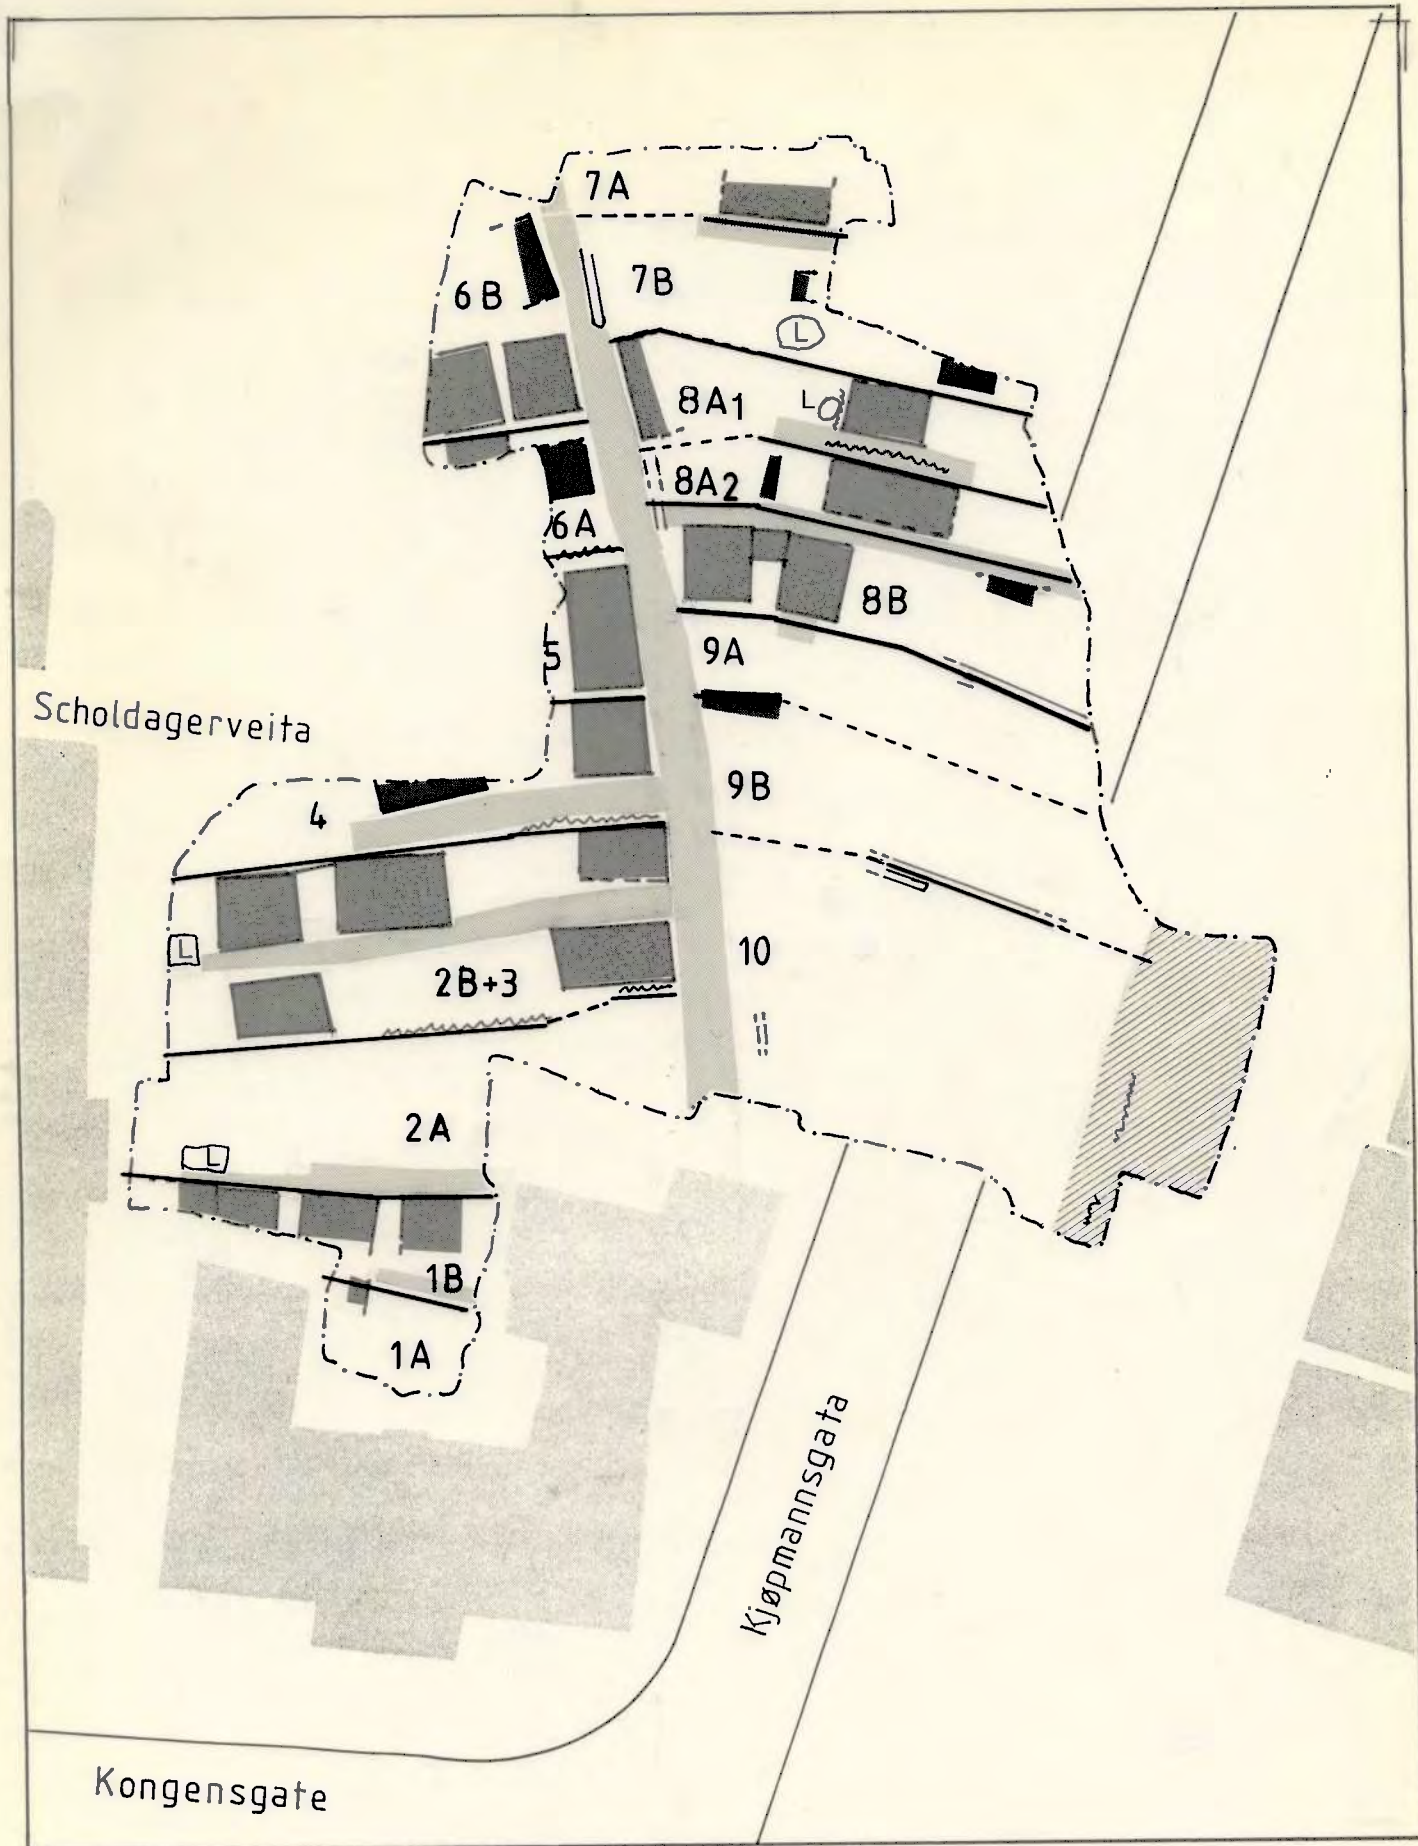 7A
6B
7B
L
8A1
L
8A2
6A
8B
5
9A
Scholdagerveita
9B
4
10
L
2B+3
2A
L
1B
1A
Kjøpmannsgata
Kongensgate